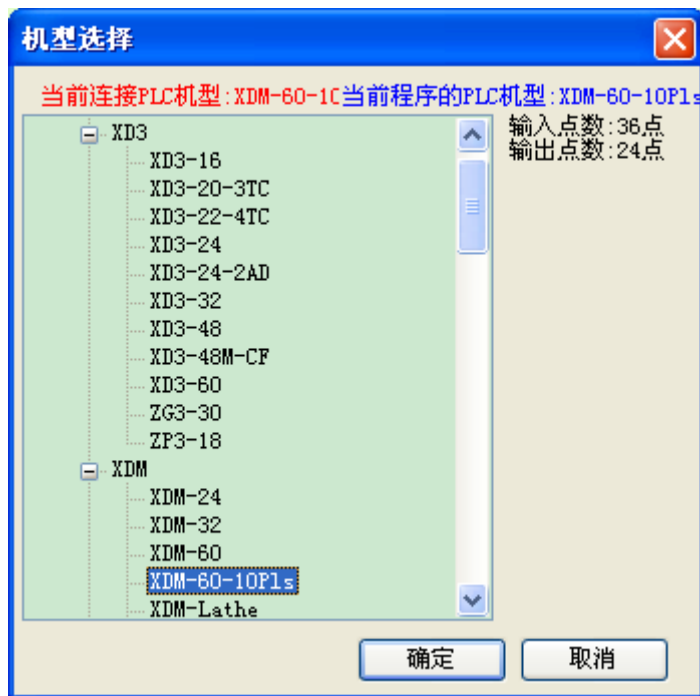 机型选择
当前连接PLC机型:XDM-60-10当前程序的PLC机型:XDM-60-10Pls
XD3
输入点数:36点
输出点数:24点
XD3-16
XD3-20-3TC
XD3-22-4TC
XD3-24
XD3-24-2AD
XD3-32
XD3-48
XD3-48M-CF
XD3-60
ZG3-30
ZP3-18
XDM
XDM-24
XDM-32
XDM-60
XDM-60-10Pls
XDM-Lathe
确定
取消